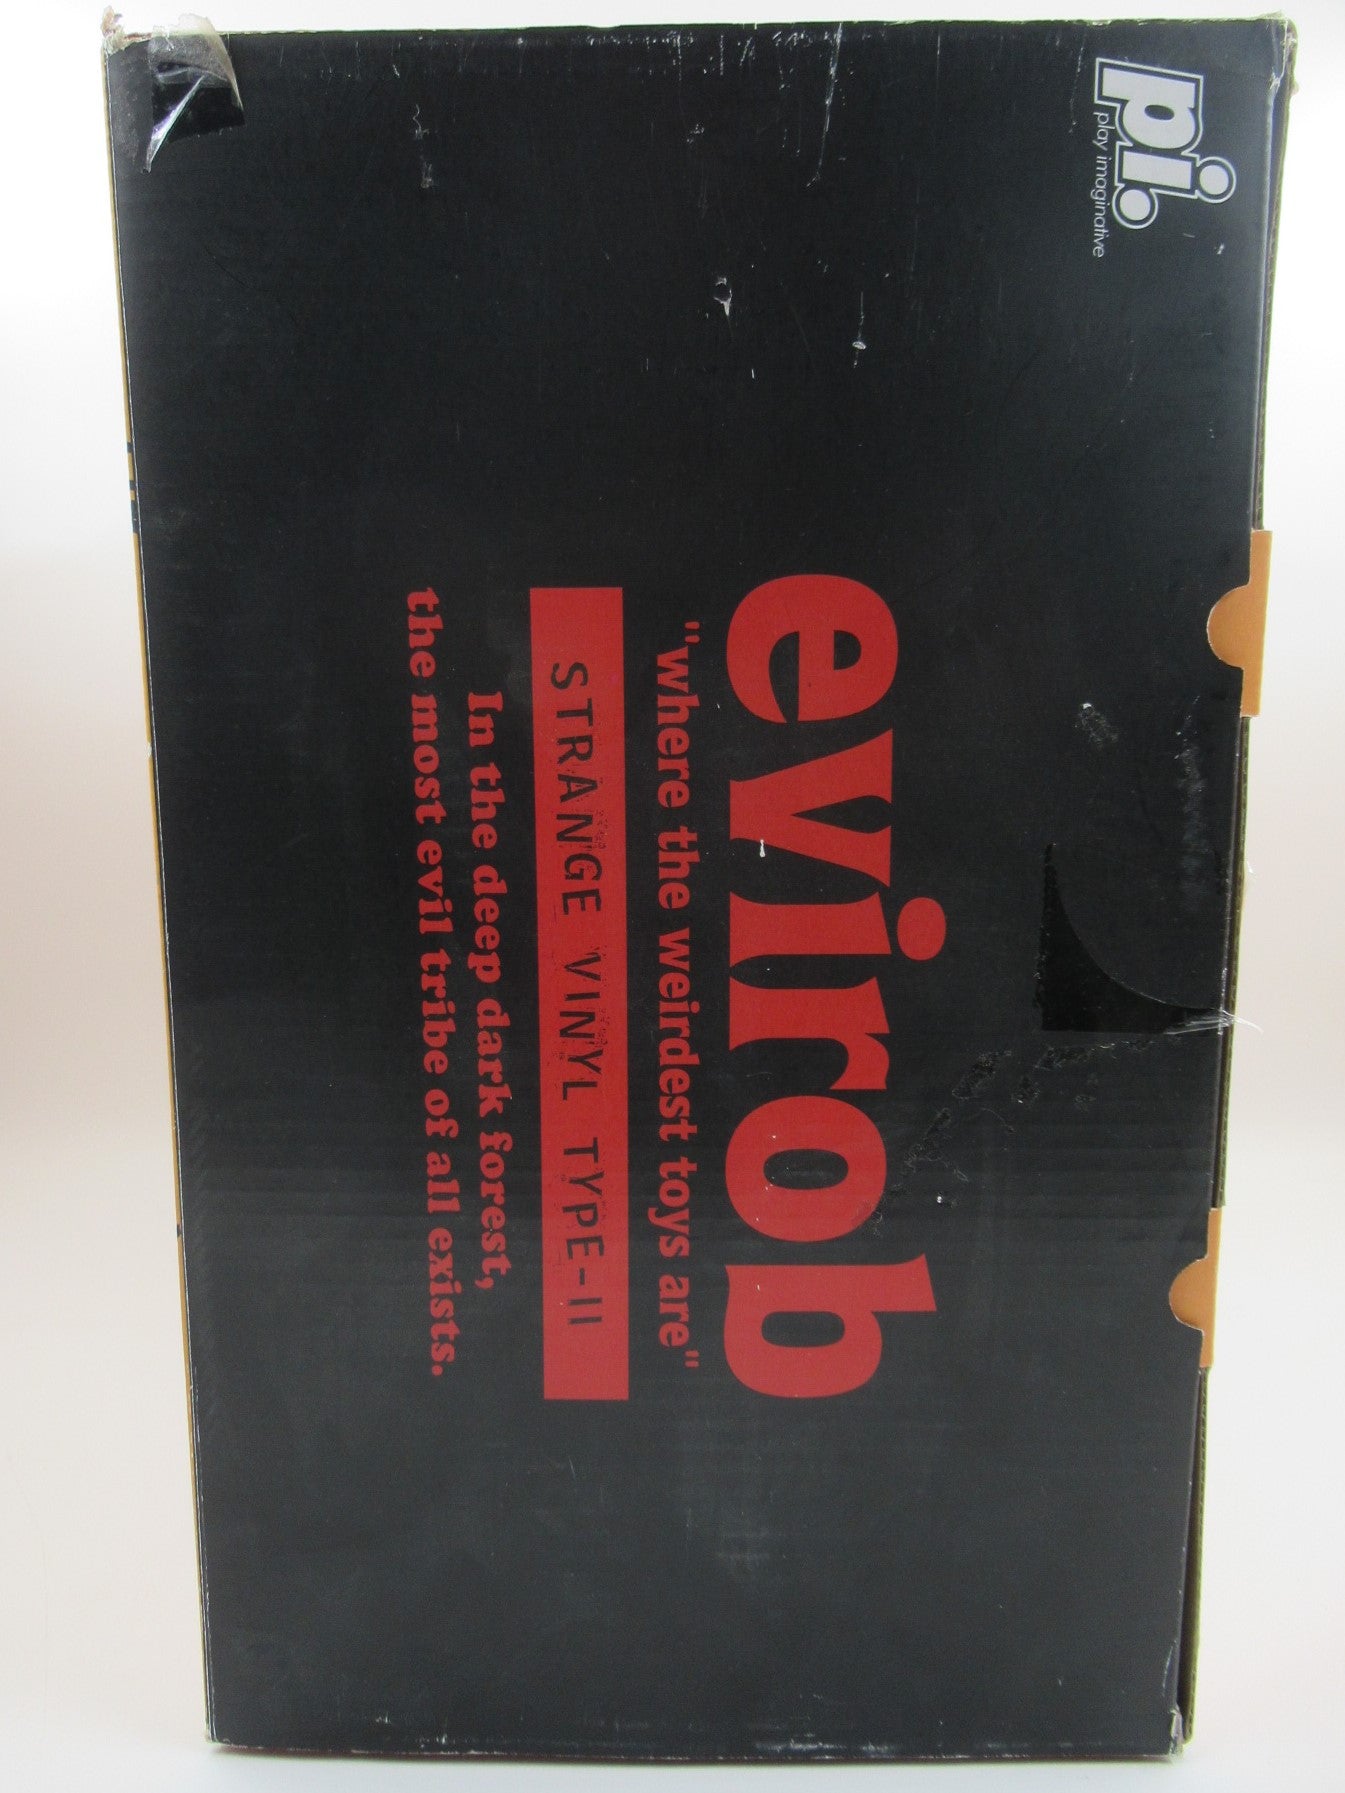 pi.
play imaginative
evirob
"where the weirdest toys are"
STRANGE VINYL TYPE-II
In the deep dark forest,
the most evil tribe of all exists.